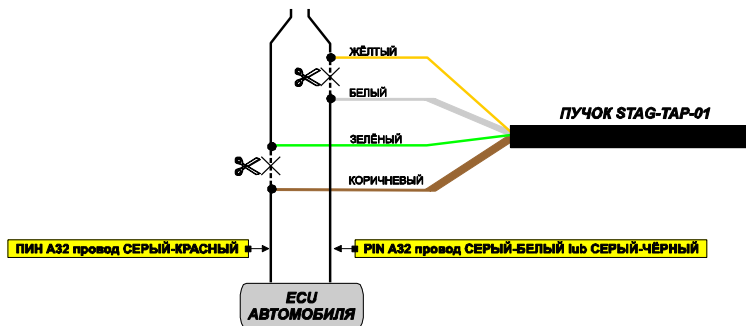 ЖЁЛТЫЙ
БЕЛЫЙ
ПУЧОК STAG-TAP-01
ЗЕЛЁНЫЙ
КОРИЧНЕВЫЙ
ПИН А32 провод СЕРЫЙ-КРАСНЫЙ
PIN A32 провод СЕРЫЙ-БЕЛЫЙ lub СЕРЫЙ-ЧЁРНЫЙ
ECU
АВТОМОБИЛЯ